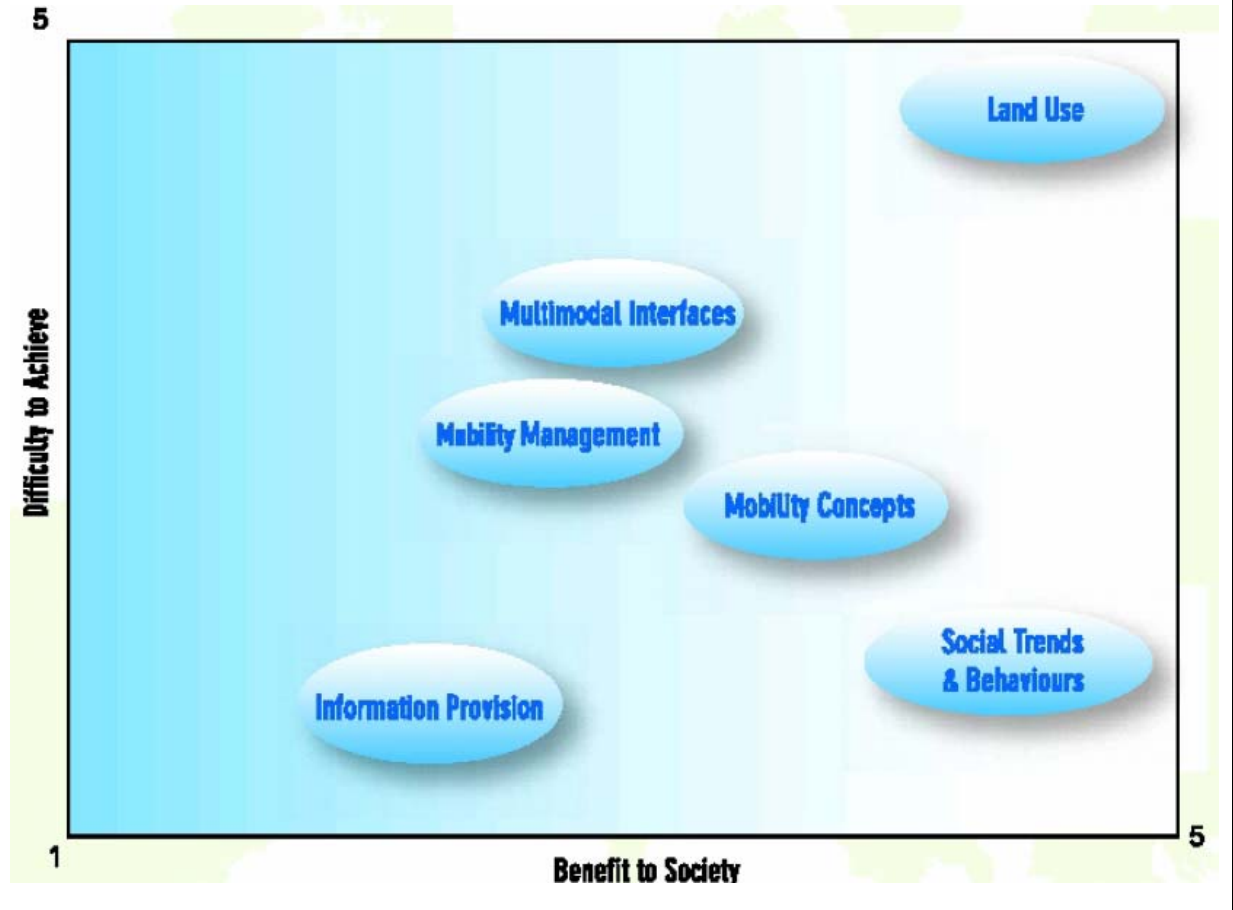 5
Land Use
Multimodal Interfaces
Difficulty to Achieve
Mobility Management
Mobility Concepts
Social Trends
& Behaviours
Information Provision
1
5
Benefit to Society